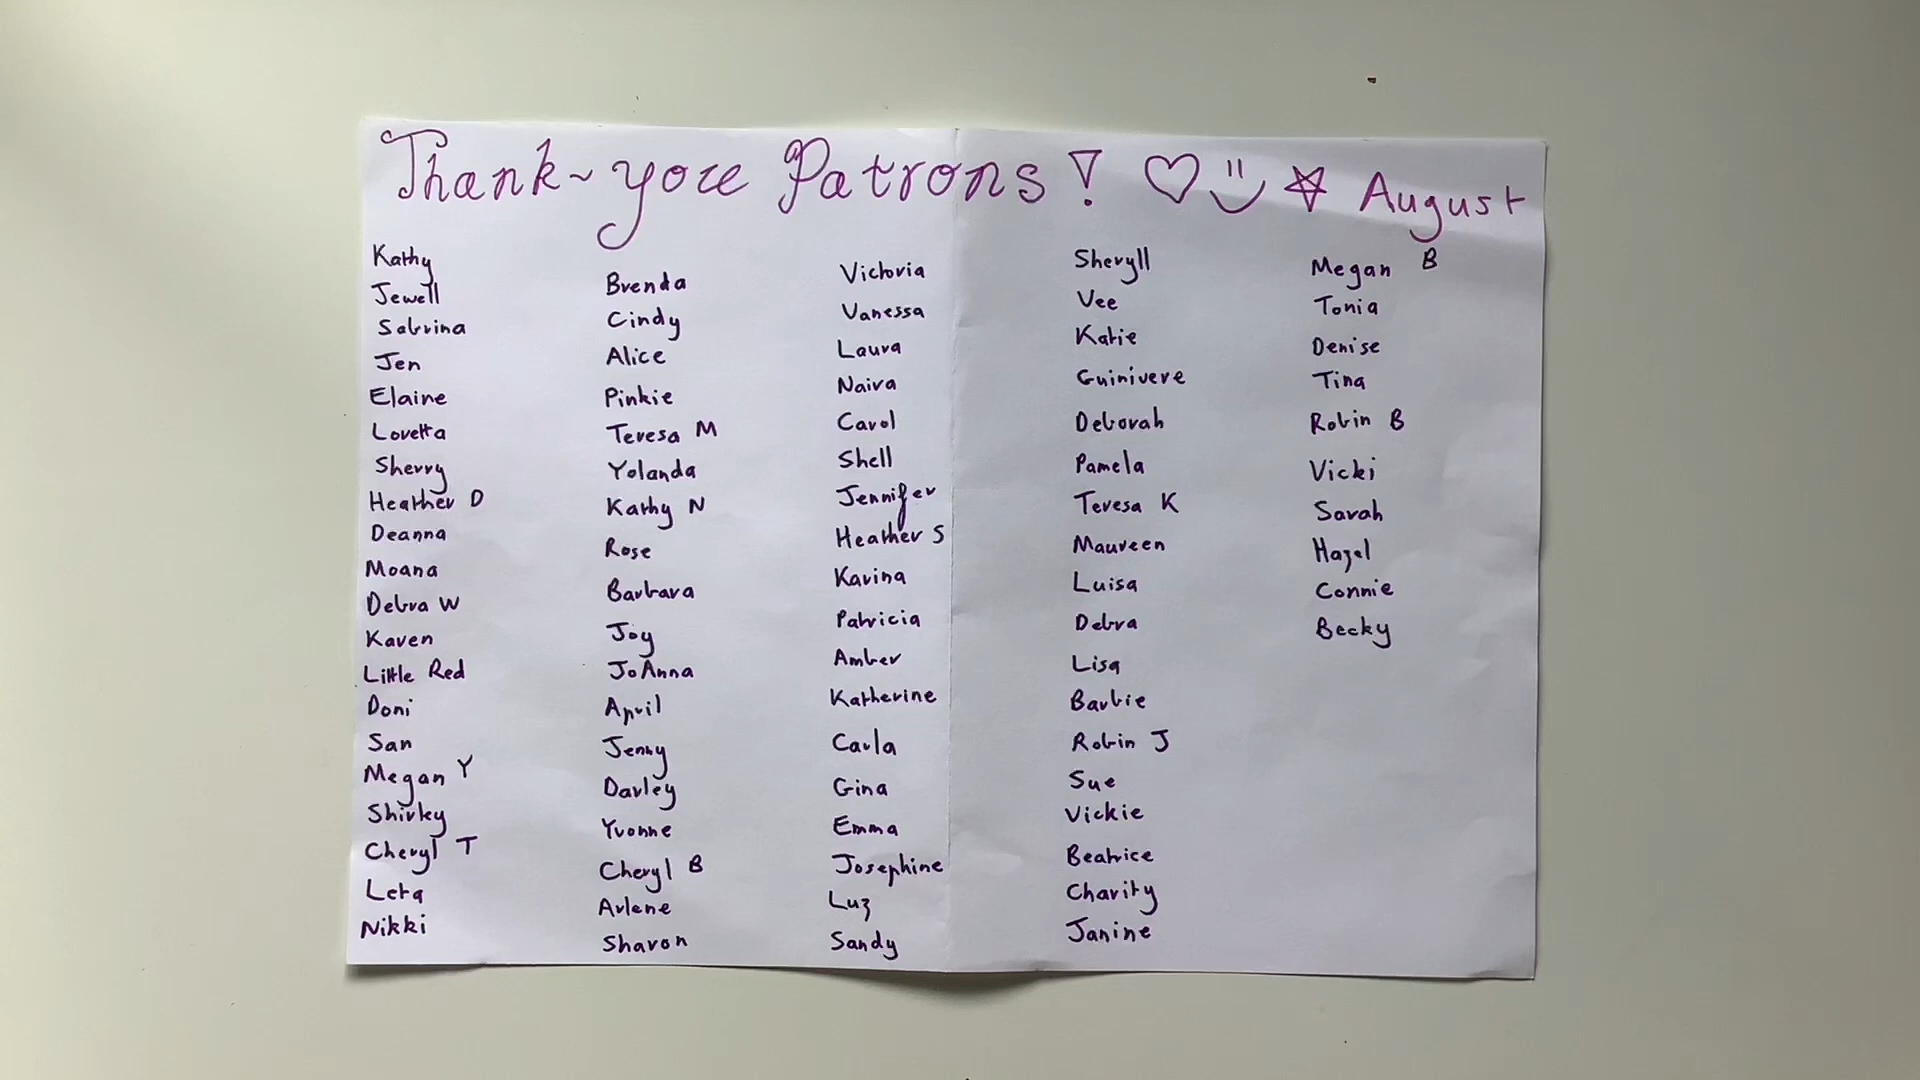 Thank-you Patrons! August
Kathy
Jewell
Sabrina
Jen
Elaine
Lovetta
Sherry
Heather D
Deanna
Moana
Debra W
Karen
Little Red
Doni
San
Megan Y
Shirky
Cheryl T
Leta
Nikki
Brenda
Cindy
Alice
Pinkie
Teresa M
Yolanda
Kathy N
Rose
Barbara
Joy
JoAnna
April
Jenny
Darley
Yvonne
Cheryl B
Arlene
Sharon
Victoria
Vanessa
Laura
Naira
Carol
Shell
Jennifer
Heather S
Karina
Patricia
Amber
Katherine
Carla
Gina
Emma
Josephine
Luz
Sandy
Sheryll
Vee
Katie
Guinivere
Deborah
Pamela
Teresa K
Maureen
Luisa
Debra
Lisa
Barbie
Robin J
Sue
Vickie
Beatrice
Charity
Janine
Megan B
Tonia
Denise
Tina
Robin B
Vicki
Sarah
Hazel
Connie
Becky